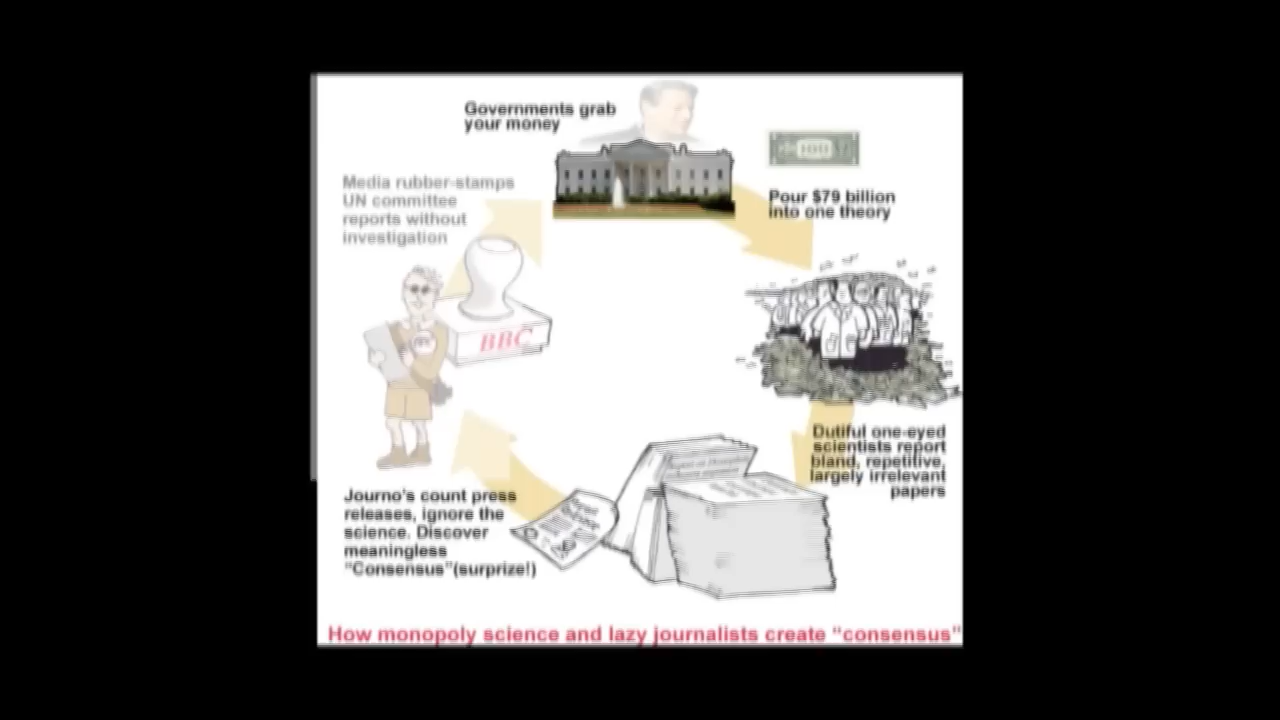 Governments grab
your money
Pour $79 billion
into one theory
Media rubber-stamps
UN committee
reports without
investigation
BBC
Dutiful one-eyed
scientists report
bland, repetitive,
largely irrelevant
papers
Journo's count press
releases, ignore the
science. Discover
meaningless
"Consensus"(surprize!)
How monopoly science and lazy journalists create "consensus"